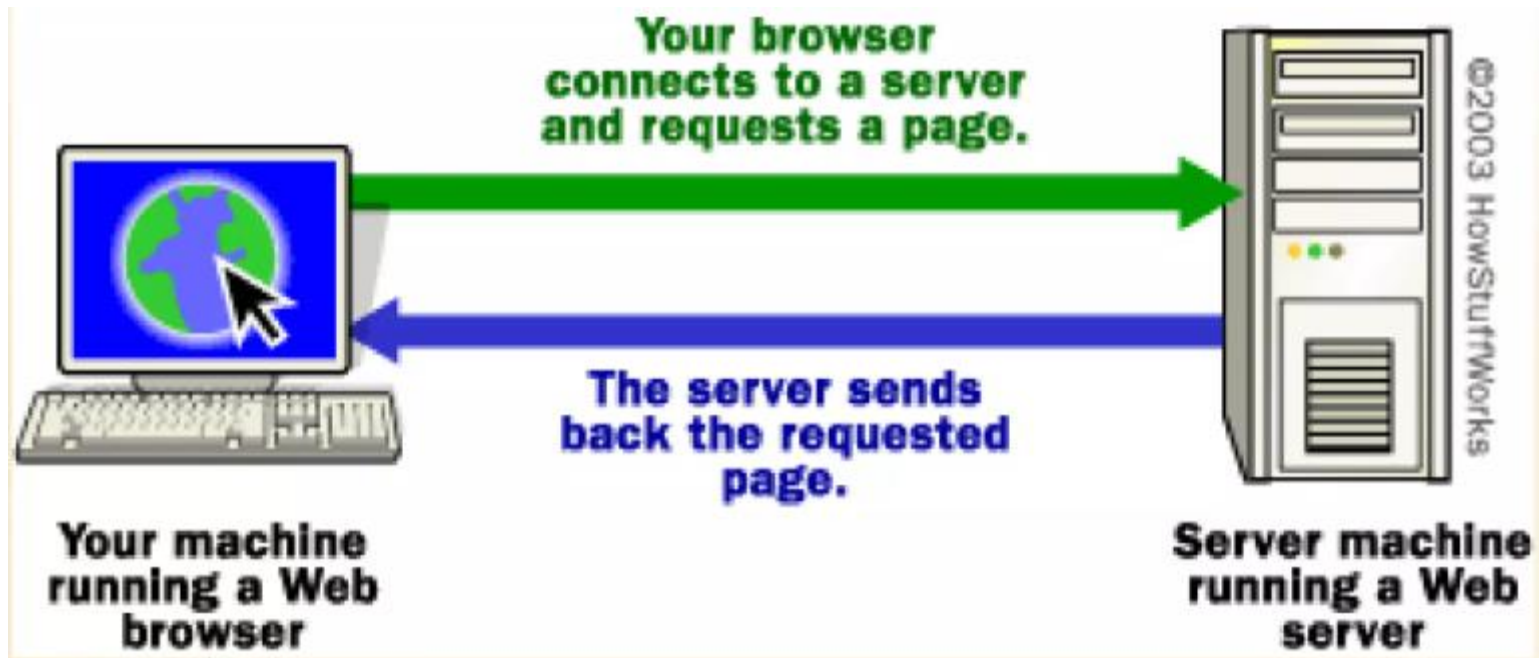 Your browser
connects to a server
and requests a page.
The server sends
back the requested
page.
Your machine
running a Web
browser
Server machine
running a Web
server
©2003 HowStuffWorks